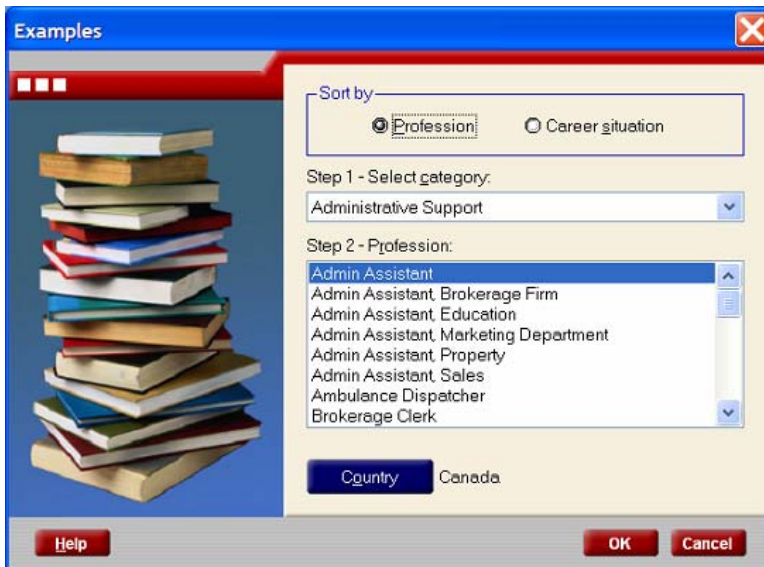 Examples
Sort by
Profession Career situation
Step 1 - Select category:
Administrative Support
Step 2 - Profession:
Admin Assistant
Admin Assistant, Brokerage Firm
Admin Assistant, Education
Admin Assistant, Marketing Department
Admin Assistant, Property
Admin Assistant, Sales
Ambulance Dispatcher
Brokerage Clerk
Country Canada
Help OK Cancel